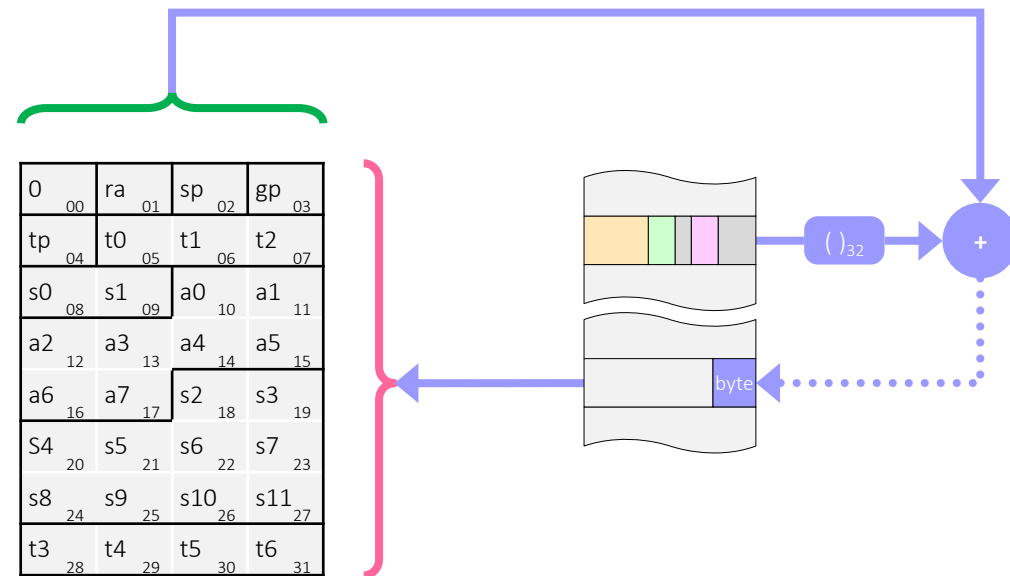 0 00 ra 01 sp 02 gp 03
tp 04 t0 05 t1 06 t2 07
s0 08 s1 09 a0 10 a1 11
a2 12 a3 13 a4 14 a5 15
a6 16 a7 17 s2 18 s3 19
S4 20 s5 21 s6 22 s7 23
s8 24 s9 25 s10 26 s11 27
t3 28 t4 29 t5 30 t6 31
( )32
+
byte